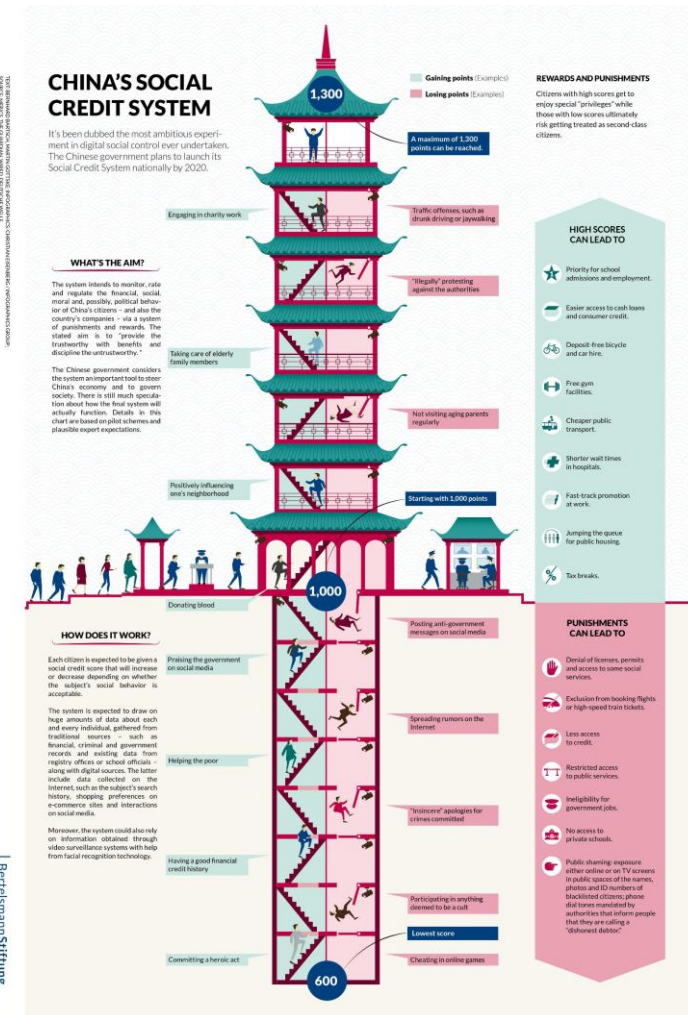 CHINA'S SOCIAL
CREDIT SYSTEM
It's been dubbed the most ambitious experi-
ment in digital social control ever undertaken.
The Chinese government plans to launch its
Social Credit System nationally by 2020.
WHAT'S THE AIM?
The system intends to monitor, rate
and regulate the financial, social,
moral and, possibly, political behav-
ior of China's citizens – and also the
country's companies – via a system
of punishments and rewards. The
stated aim is to "provide the
trustworthy with benefits and
discipline the untrustworthy."
The Chinese government considers
the system an important tool to steer
China's economy and to govern
society. There is still much specula-
tion about how the final system will
actually function. Details in this
chart are based on pilot schemes and
plausible expert expectations.
HOW DOES IT WORK?
Each citizen is expected to be given a
social credit score that will increase
or decrease depending on whether
the subject's social behavior is
acceptable.
The system is expected to draw on
huge amounts of data about each
and every individual, gathered from
traditional sources – such as
financial, criminal and government
records and existing data from
registry offices or school officials –
along with digital sources. The latter
include data collected on the
Internet, such as the subject's search
history, shopping preferences on
e-commerce sites and interactions
on social media.
Moreover, the system could also rely
on information obtained through
video surveillance systems with help
from facial recognition technology.
Gaining points (Examples)
Losing points (Examples)
1,300
A maximum of 1,300
points can be reached.
Engaging in charity work
Traffic offenses, such as
drunk driving or jaywalking
"Illegally" protesting
against the authorities
Taking care of elderly
family members
Not visiting aging parents
regularly
Positively influencing
one's neighborhood
Starting with 1,000 points
1,000
Donating blood
Posting anti-government
messages on social media
Praising the government
on social media
Spreading rumors on the
Internet
Helping the poor
"Insincere" apologies for
crimes committed
Having a good financial
credit history
Participating in anything
deemed to be a cult
Lowest score
Committing a heroic act
Cheating in online games
600
REWARDS AND PUNISHMENTS
Citizens with high scores get to
enjoy special "privileges" while
those with low scores ultimately
risk getting treated as second-class
citizens.
HIGH SCORES
CAN LEAD TO
Priority for school
admissions and employment.
Easier access to cash loans
and consumer credit.
Deposit-free bicycle
and car hire.
Free gym
facilities.
Cheaper public
transport.
Shorter wait times
in hospitals.
Fast-track promotion
at work.
Jumping the queue
for public housing.
Tax breaks.
PUNISHMENTS
CAN LEAD TO
Denial of licenses, permits
and access to some social
services.
Exclusion from booking flights
or high-speed train tickets.
Less access
to credit.
Restricted access
to public services.
Ineligibility for
government jobs.
No access to
private schools.
Public shaming: exposure
either online or on TV screens
in public spaces of the names,
photos and ID numbers of
blacklisted citizens; phone
dial tones mandated by
authorities that inform people
that they are calling a
"dishonest debtor."
| BertelsmannStiftung